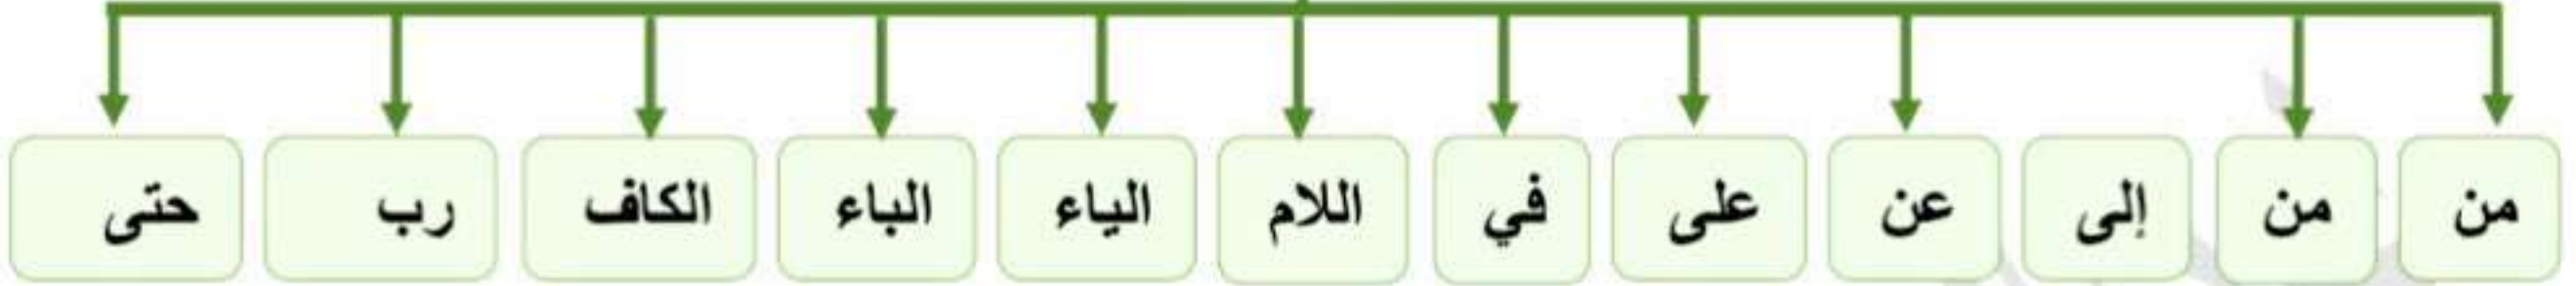 من من إلى عن على في اللام الياء الباء الكاف رب حتى